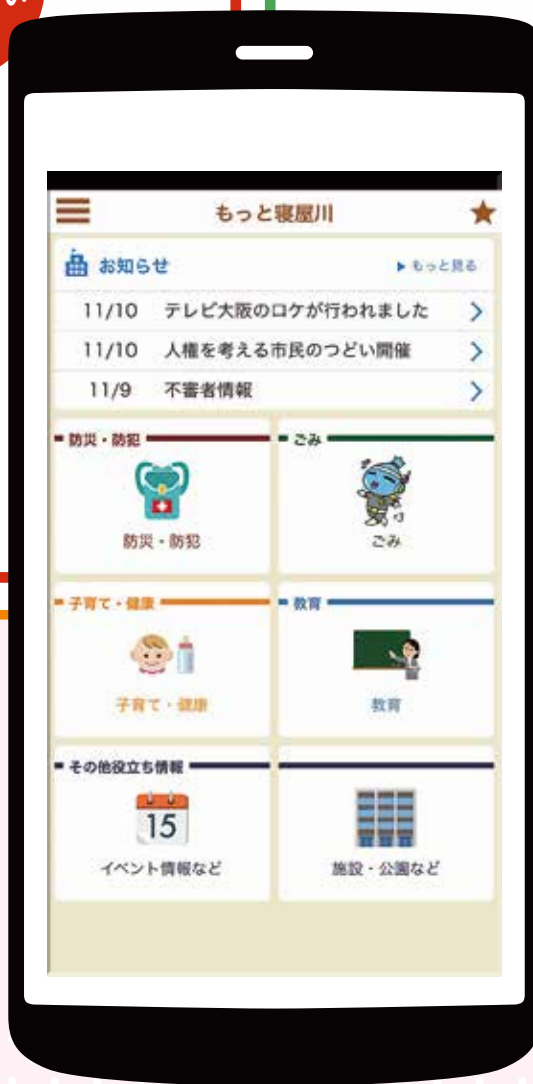 もっと寝屋川
お知らせ ▶もっと見る
11/10 テレビ大阪のロケが行われました
11/10 人権を考える市民のつどい開催
11/9 不審者情報
防災・防犯
ごみ
防災・防犯
ごみ
子育て・健康
教育
子育て・健康
教育
その他役立ち情報
15
イベント情報など
施設・公園など